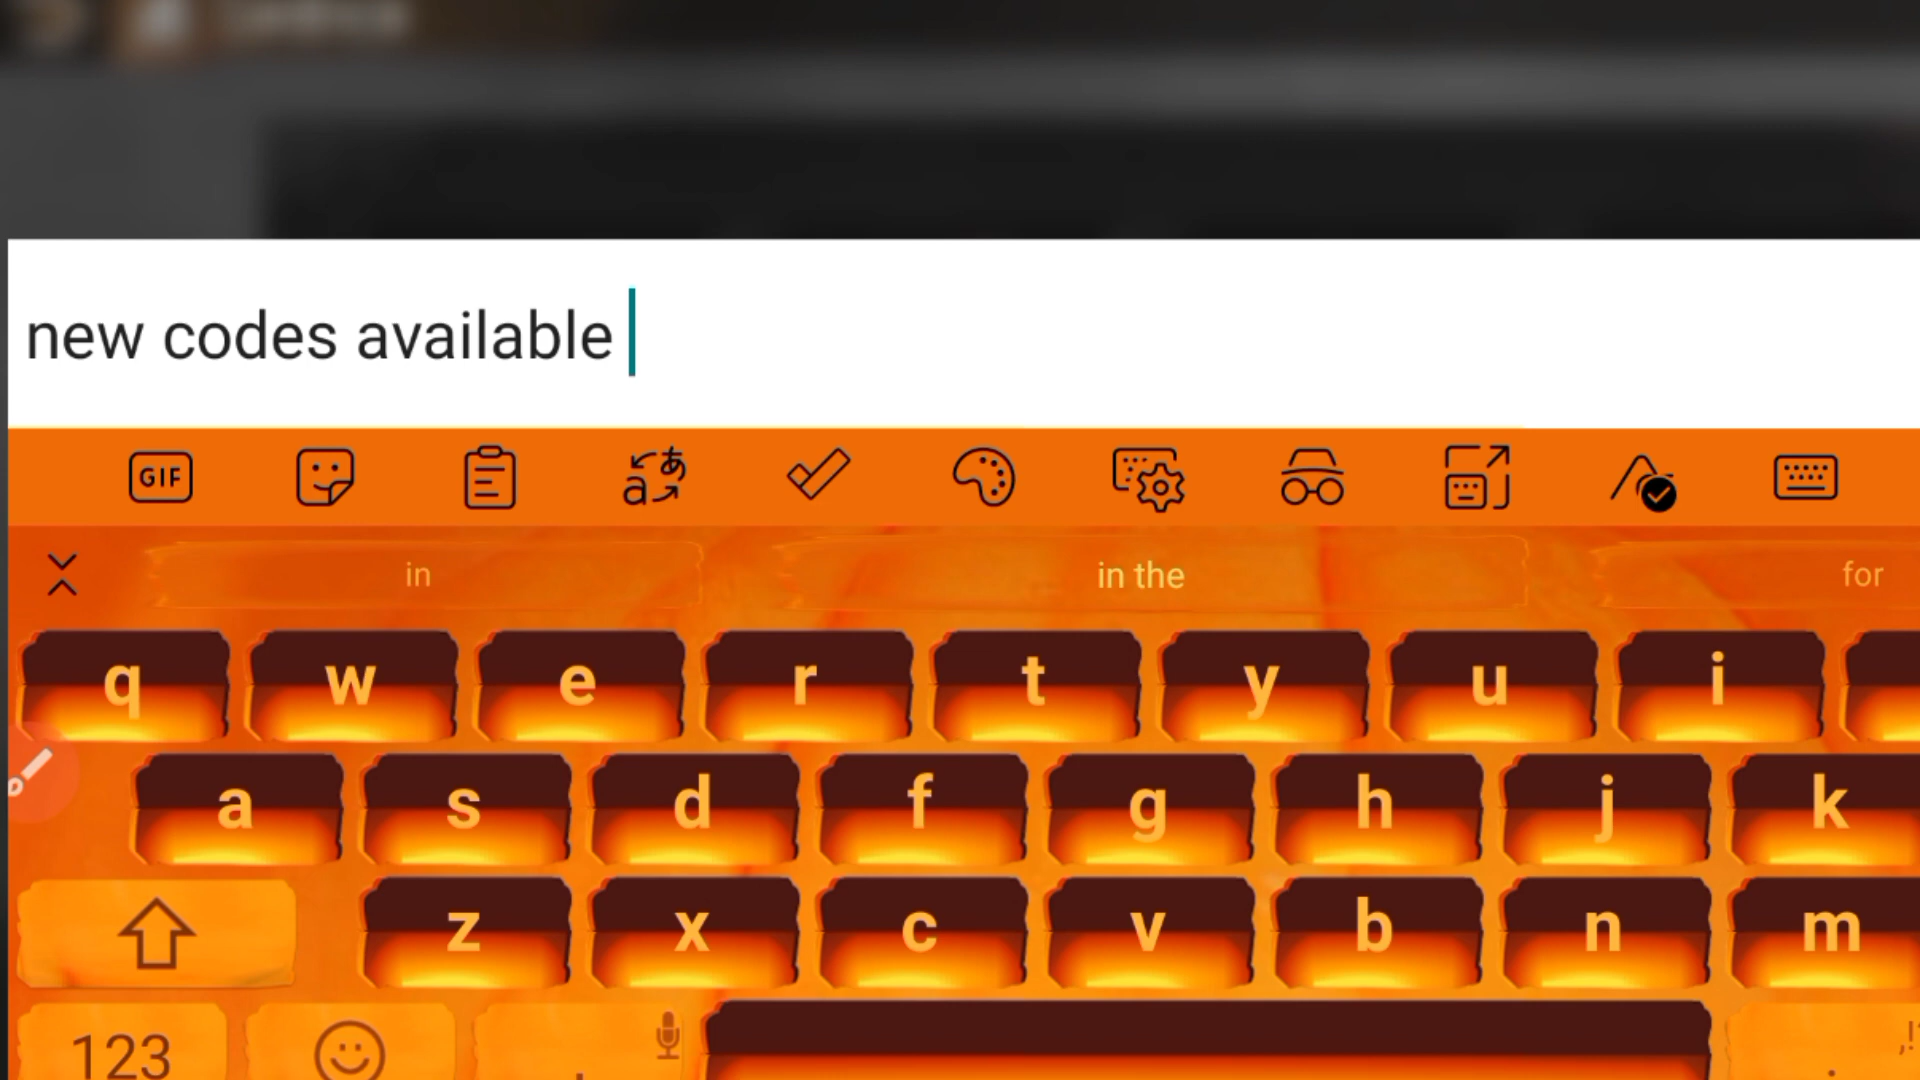 new codes available
GIF
in in the for
q w e r t y u i
a s d f g h j k
z x c v b n m
123 , ,!
.